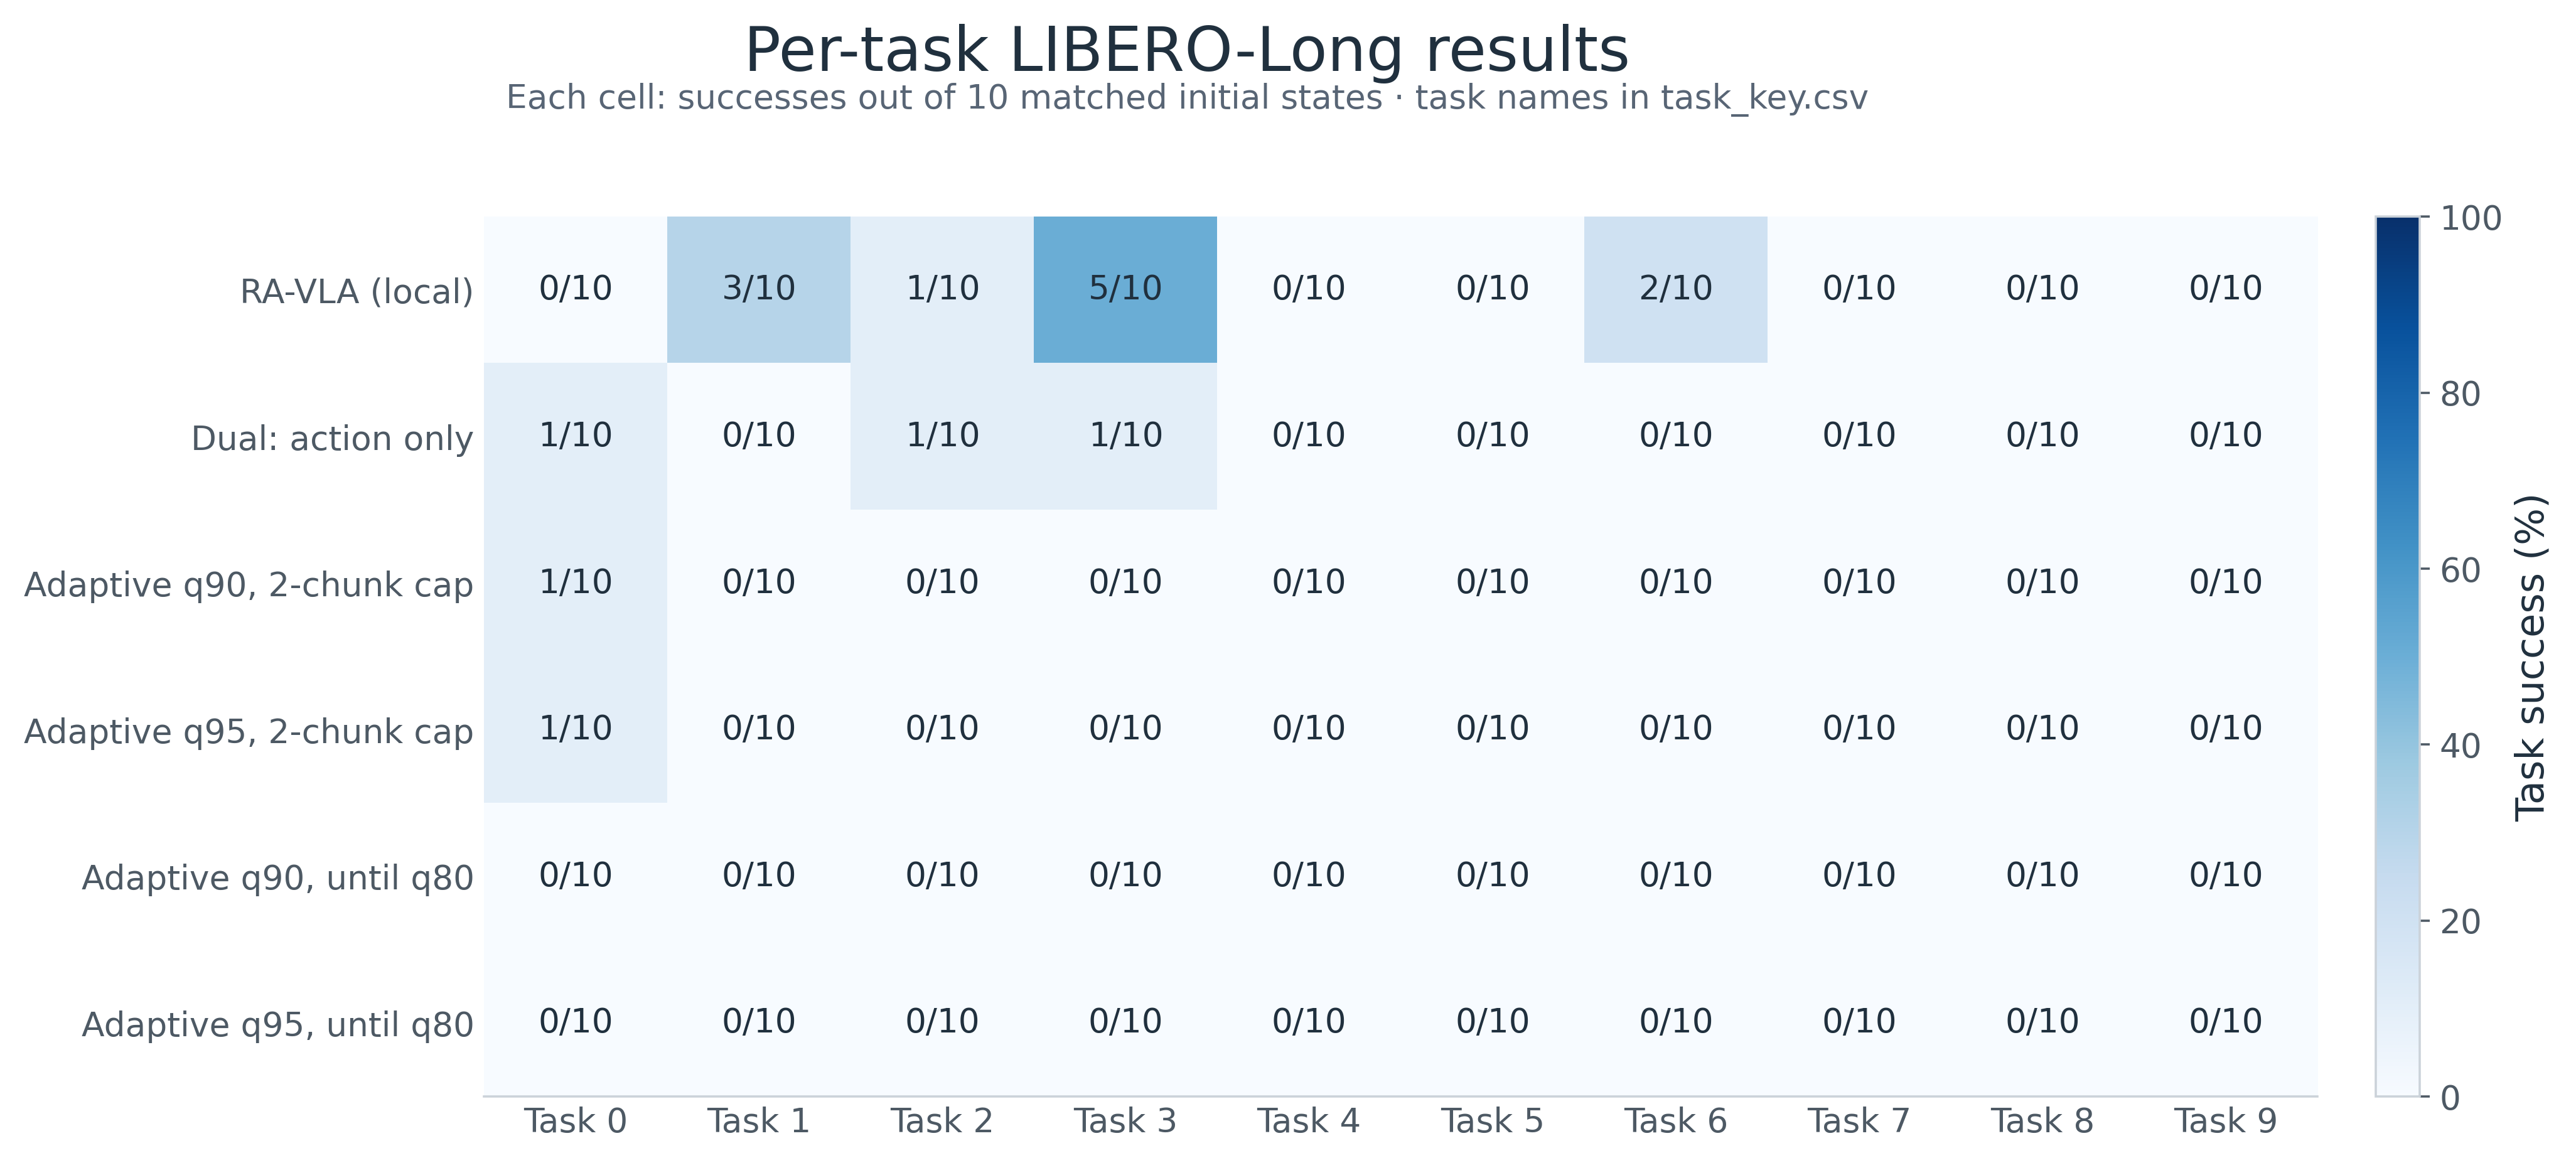 Per-task LIBERO-Long results
Each cell: successes out of 10 matched initial states · task names in task_key.csv
RA-VLA (local) 0/10 3/10 1/10 5/10 0/10 0/10 2/10 0/10 0/10 0/10
Dual: action only 1/10 0/10 1/10 1/10 0/10 0/10 0/10 0/10 0/10 0/10
Adaptive q90, 2-chunk cap 1/10 0/10 0/10 0/10 0/10 0/10 0/10 0/10 0/10 0/10
Adaptive q95, 2-chunk cap 1/10 0/10 0/10 0/10 0/10 0/10 0/10 0/10 0/10 0/10
Adaptive q90, until q80 0/10 0/10 0/10 0/10 0/10 0/10 0/10 0/10 0/10 0/10
Adaptive q95, until q80 0/10 0/10 0/10 0/10 0/10 0/10 0/10 0/10 0/10 0/10
Task 0 Task 1 Task 2 Task 3 Task 4 Task 5 Task 6 Task 7 Task 8 Task 9
100
80
60
40
20
0
Task success (%)